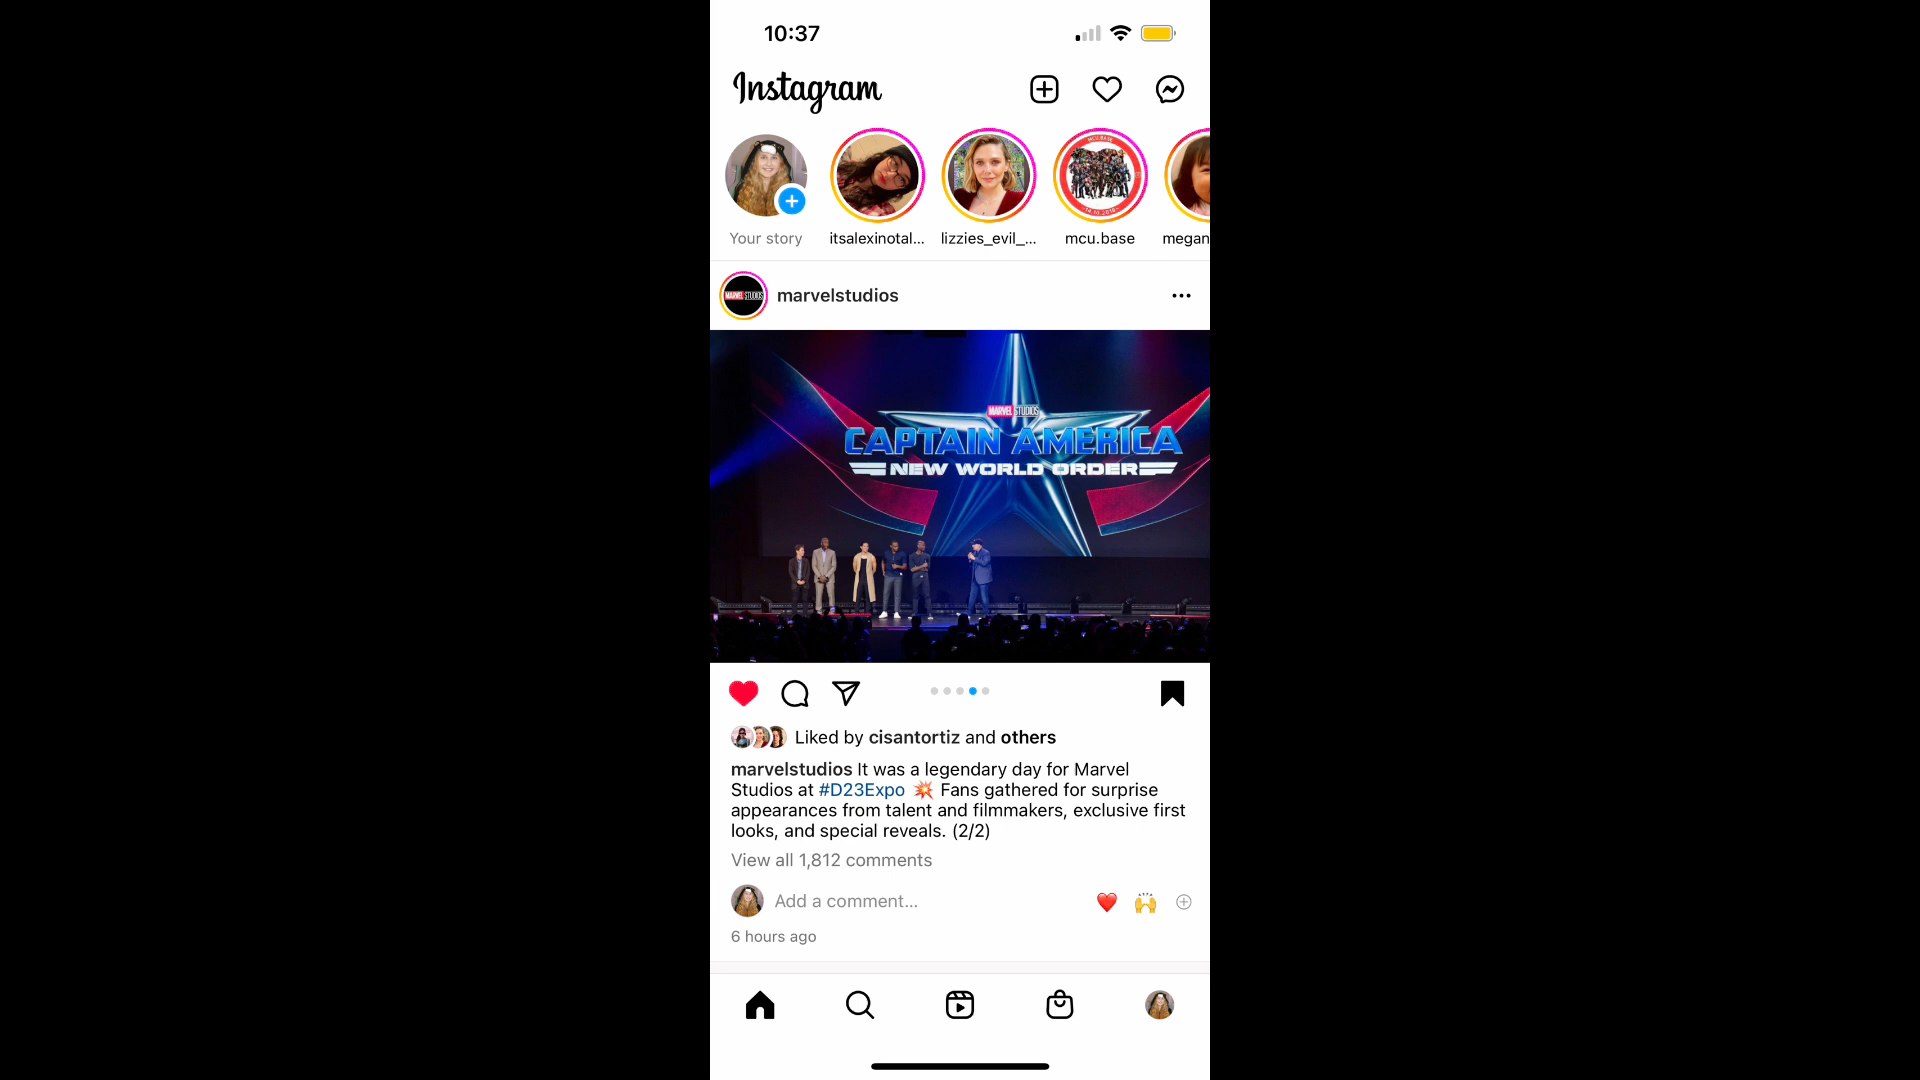 10:37
Instagram
Your story
itsalexinotal...
lizzies_evil_...
mcu.base
megan
MARVEL STUDIOS
marvelstudios
MARVEL STUDIOS
CAPTAIN AMERICA
NEW WORLD ORDER
Liked by cisantortiz and others
marvelstudios It was a legendary day for Marvel
Studios at #D23Expo 💥 Fans gathered for surprise
appearances from talent and filmmakers, exclusive first
looks, and special reveals. (2/2)
View all 1,812 comments
Add a comment...
6 hours ago